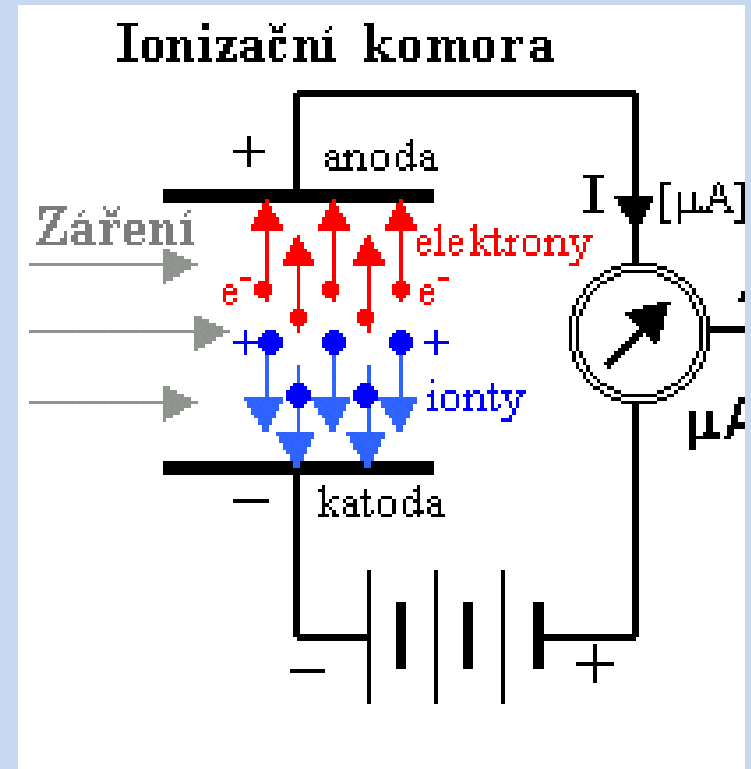 Ionizační komora
+ anoda
I [μA]
Záření
elektrony
e⁻ e⁻
+ +
ionty
μA
− katoda
− +